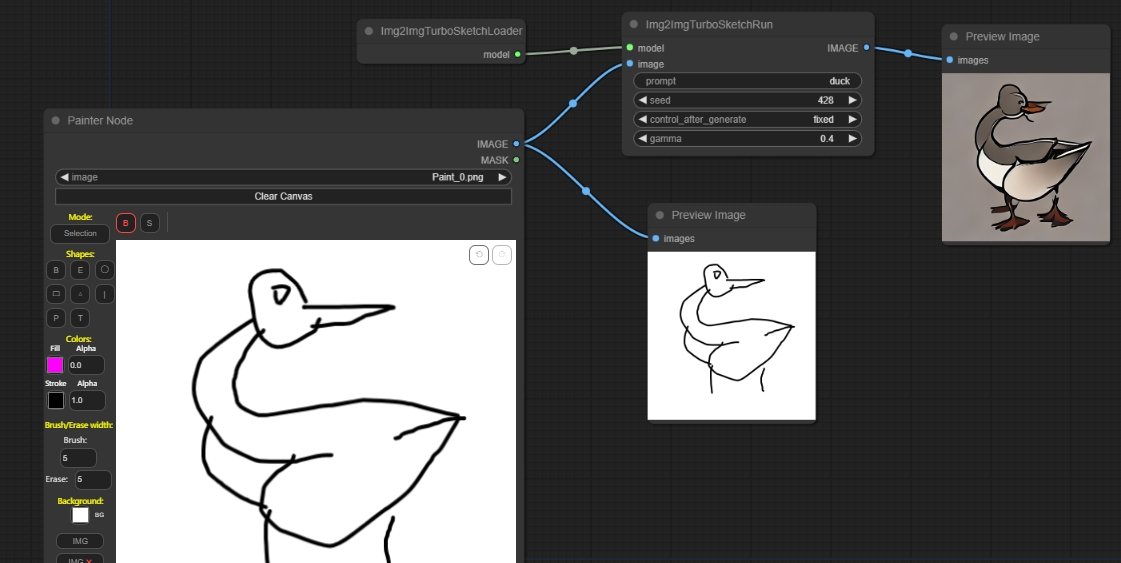 Img2ImgTurboSketchLoader
model
Img2ImgTurboSketchRun
model
IMAGE
image
prompt
duck
seed
428
control_after_generate
fixed
gamma
0.4
Preview Image
images
Painter Node
IMAGE
MASK
image
Paint_0.png
Clear Canvas
Mode:
B
S
Selection
Shapes:
B
E
P
T
Colors:
Fill
Alpha
0.0
Stroke
Alpha
1.0
Brush/Erase width:
Brush:
5
Erase:
5
Background:
BG
IMG
IMG
Preview Image
images